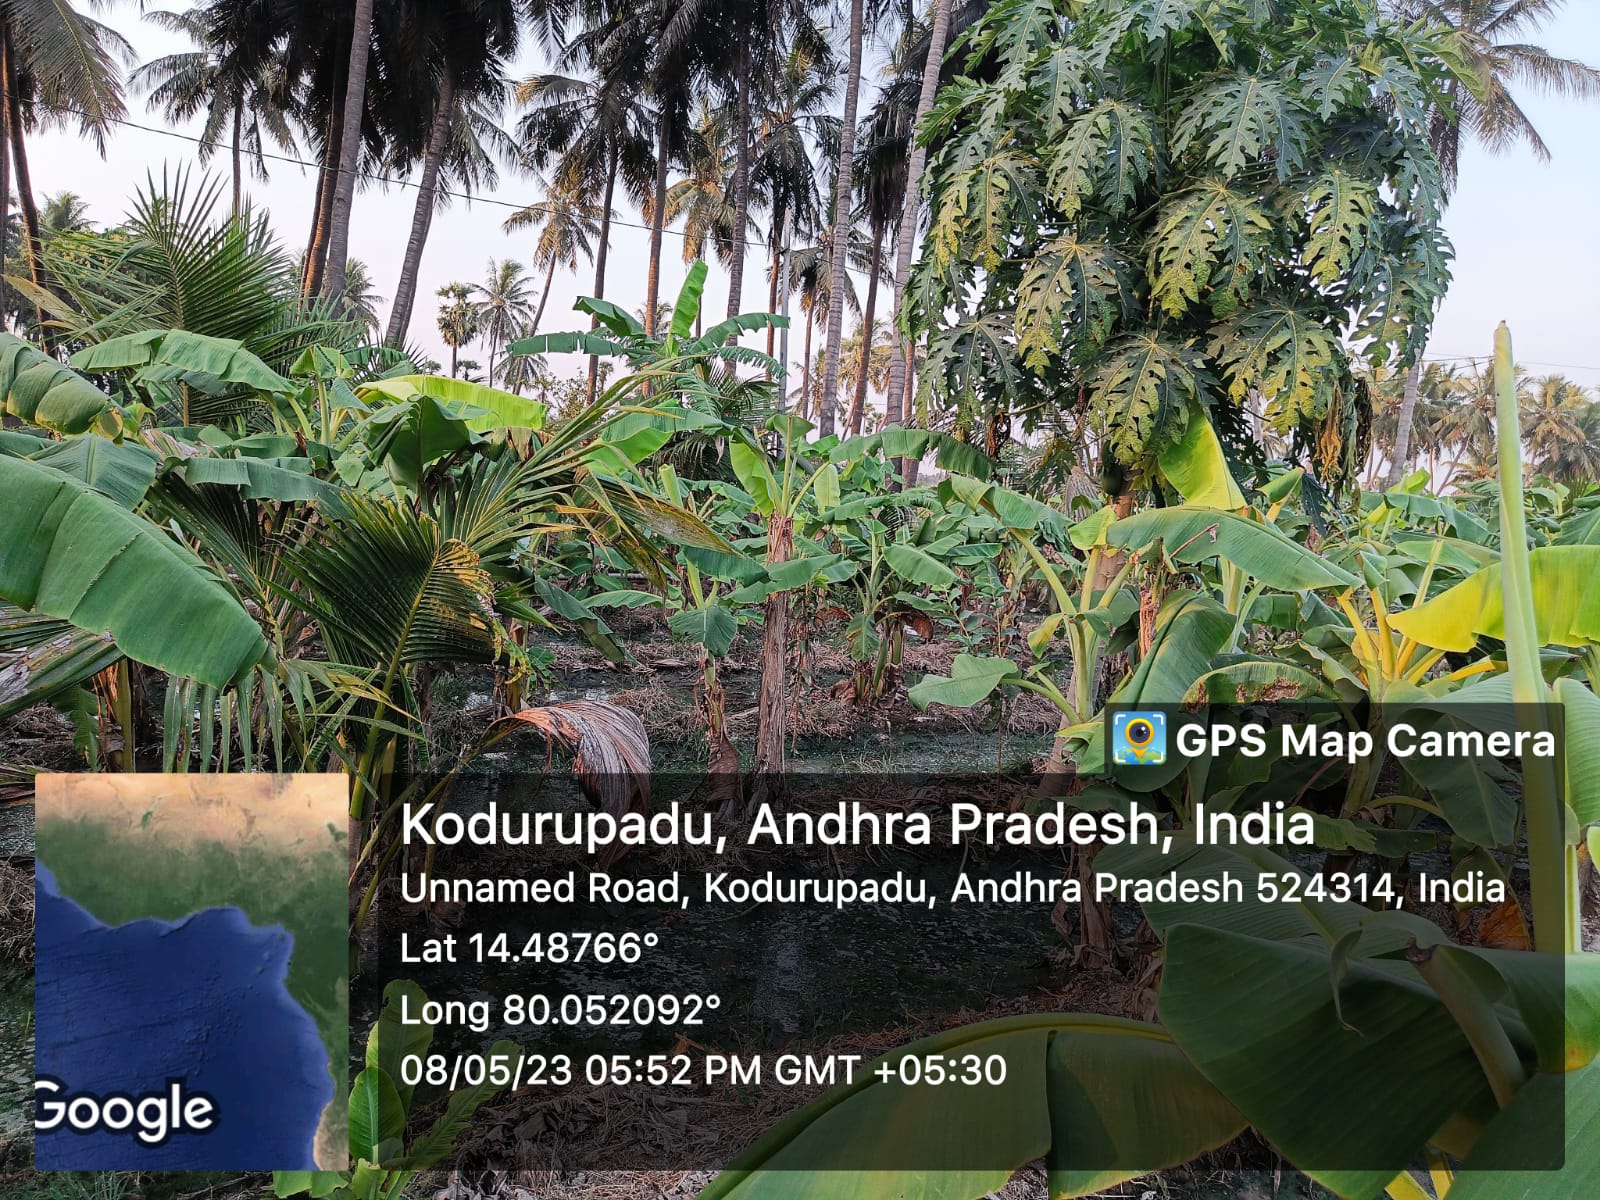 GPS Map Camera
Kodurupadu, Andhra Pradesh, India
Unnamed Road, Kodurupadu, Andhra Pradesh 524314, India
Lat 14.48766°
Long 80.052092°
08/05/23 05:52 PM GMT +05:30
Google